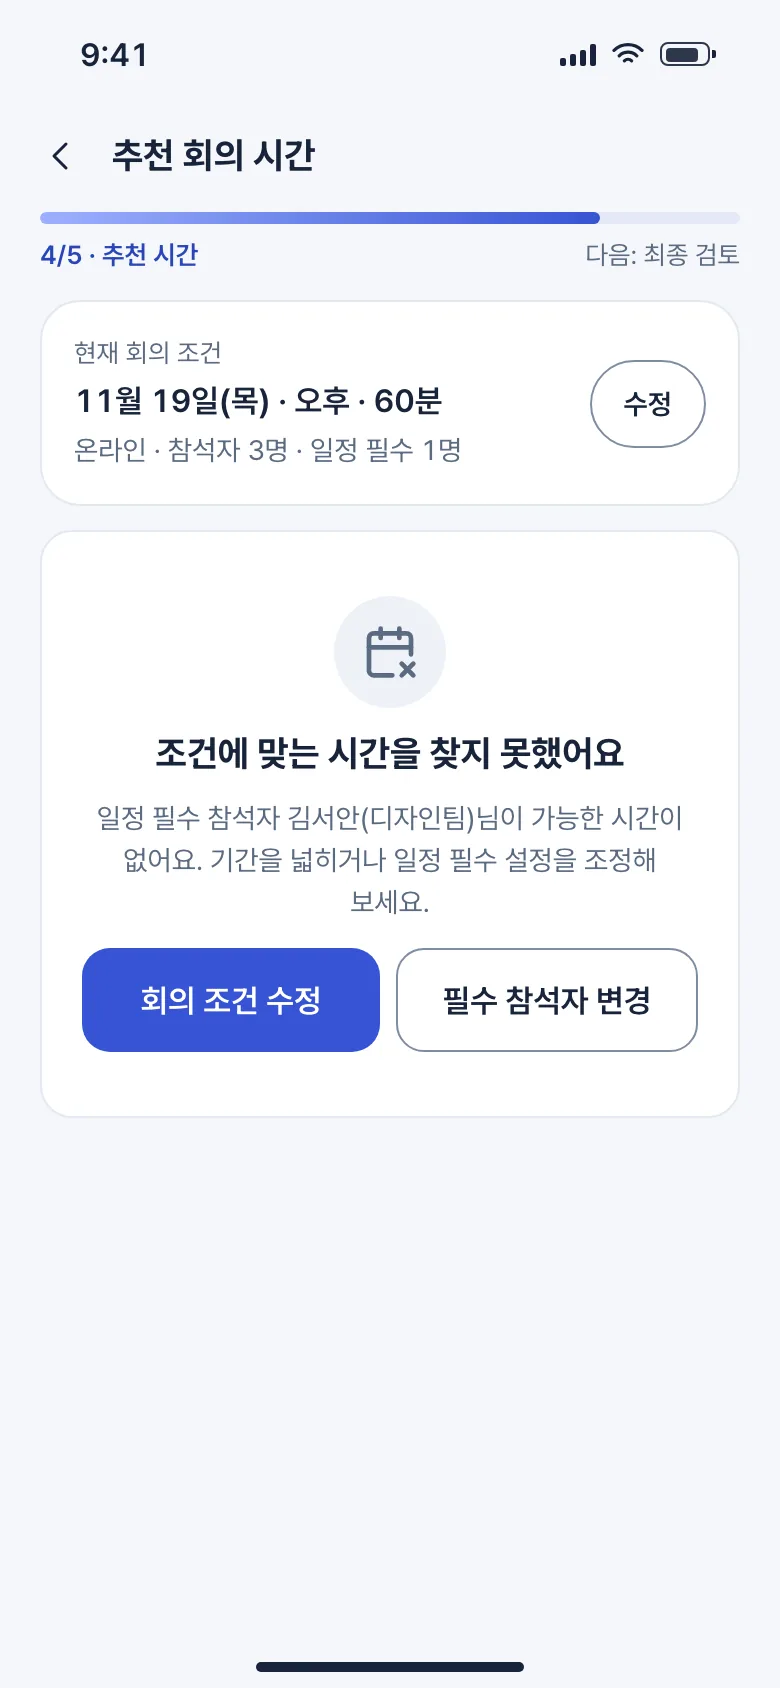 9:41
추천 회의 시간
4/5 · 추천 시간
다음: 최종 검토
현재 회의 조건
11월 19일(목) · 오후 · 60분
온라인 · 참석자 3명 · 일정 필수 1명
수정
조건에 맞는 시간을 찾지 못했어요
일정 필수 참석자 김서안(디자인팀)님이 가능한 시간이
없어요. 기간을 넓히거나 일정 필수 설정을 조정해
보세요.
회의 조건 수정
필수 참석자 변경